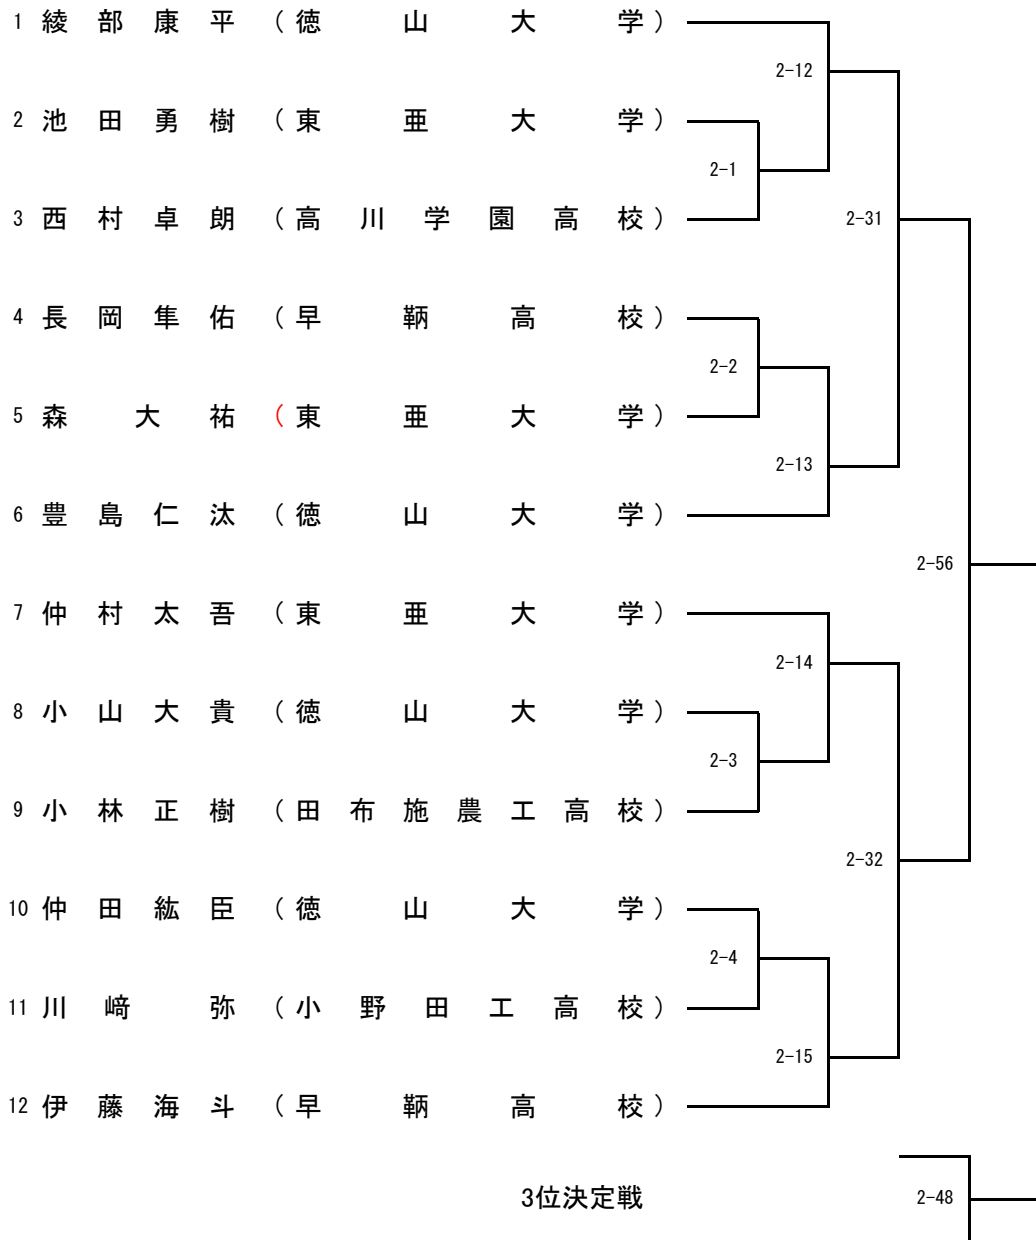 1 綾部康平 (徳山大学)
2-12
2 池田勇樹 (東亜大学)
2-1
3 西村卓朗 (高川学園高校)
2-31
4 長岡隼佑 (早鞆高校)
2-2
5 森大祐 (東亜大学)
2-13
6 豊島仁汰 (徳山大学)
2-56
7 仲村太吾 (東亜大学)
2-14
8 小山大貴 (徳山大学)
2-3
9 小林正樹 (田布施農工高校)
2-32
10 仲田紘臣 (徳山大学)
2-4
11 川﨑弥 (小野田工高校)
2-15
12 伊藤海斗 (早鞆高校)
3位決定戦 2-48